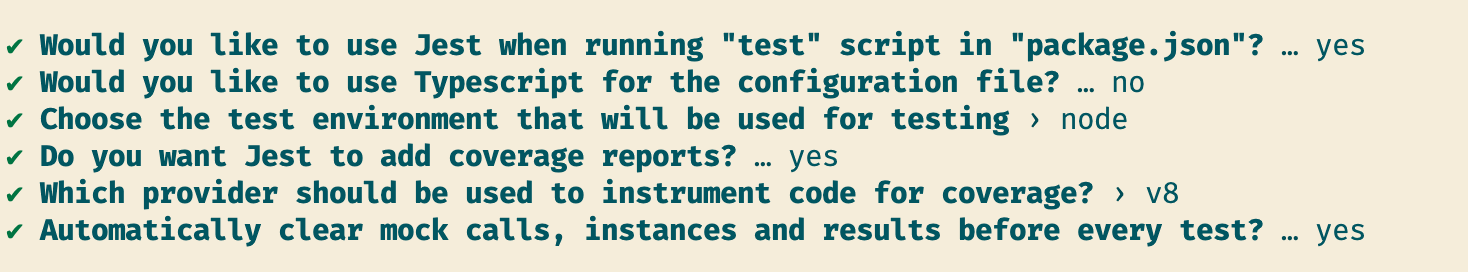 ✔ Would you like to use Jest when running "test" script in "package.json"? … yes
✔ Would you like to use Typescript for the configuration file? … no
✔ Choose the test environment that will be used for testing › node
✔ Do you want Jest to add coverage reports? … yes
✔ Which provider should be used to instrument code for coverage? › v8
✔ Automatically clear mock calls, instances and results before every test? … yes